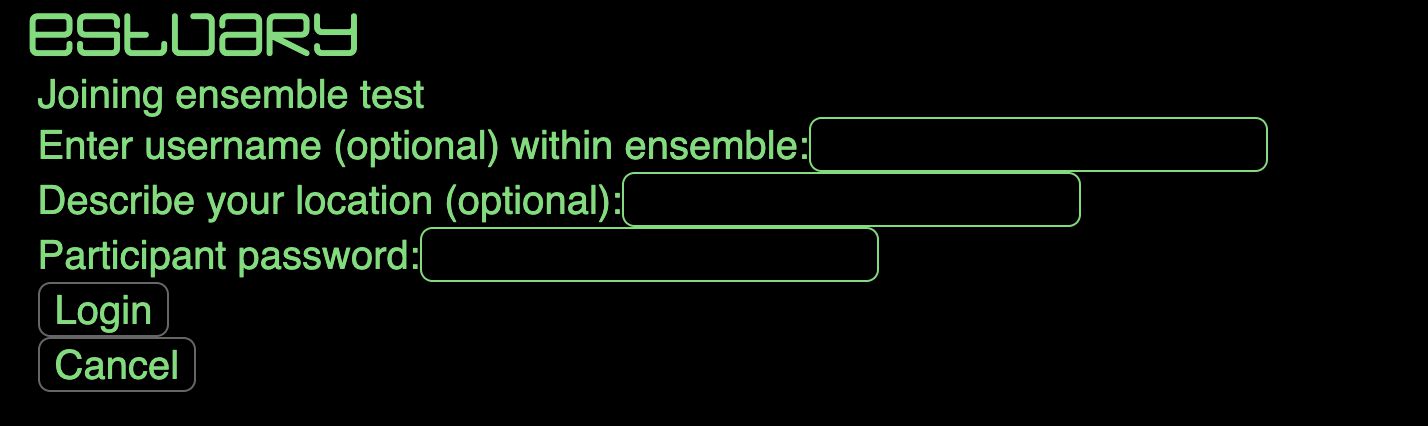 estuary
Joining ensemble test
Enter username (optional) within ensemble:
Describe your location (optional):
Participant password:
Login
Cancel